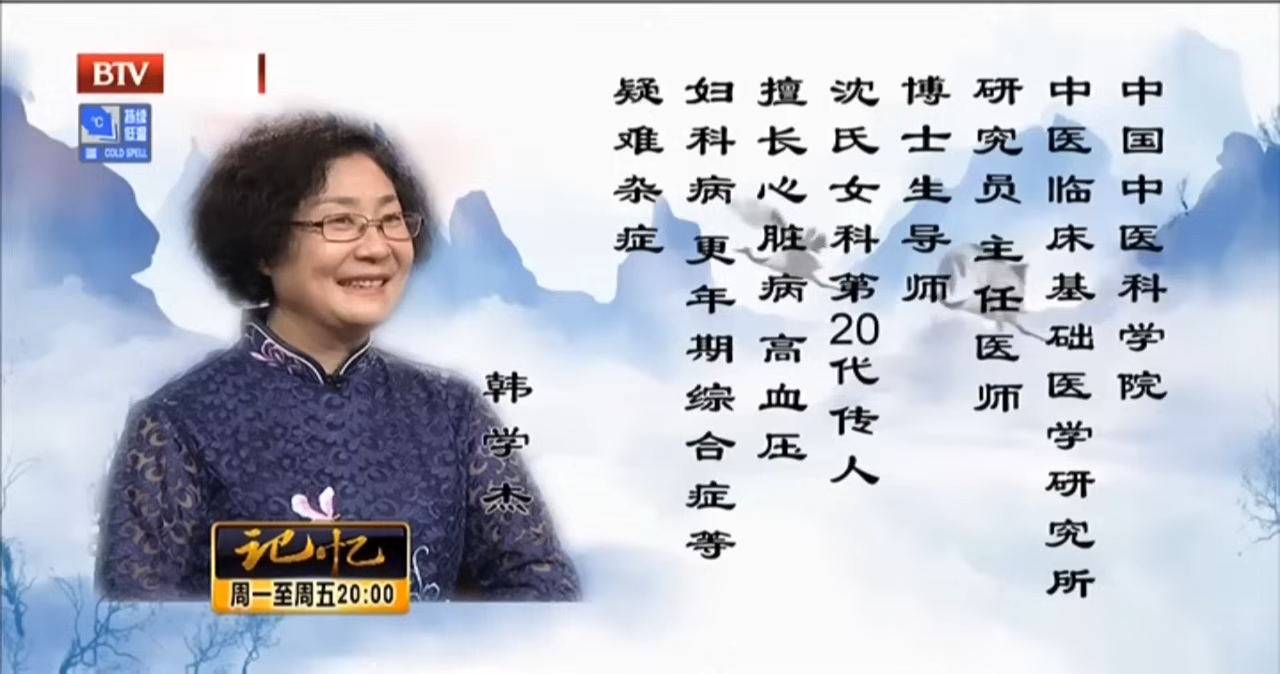 BTV
℃
持续
低温
COLD SPELL
中国中医科学院
中医临床基础医学研究所
研究员 主任医师
博士生导师
沈氏女科第20代传人
擅长心脏病 高血压
妇科病 更年期综合症等
疑难杂症
韩学杰
记忆
周一至周五20:00